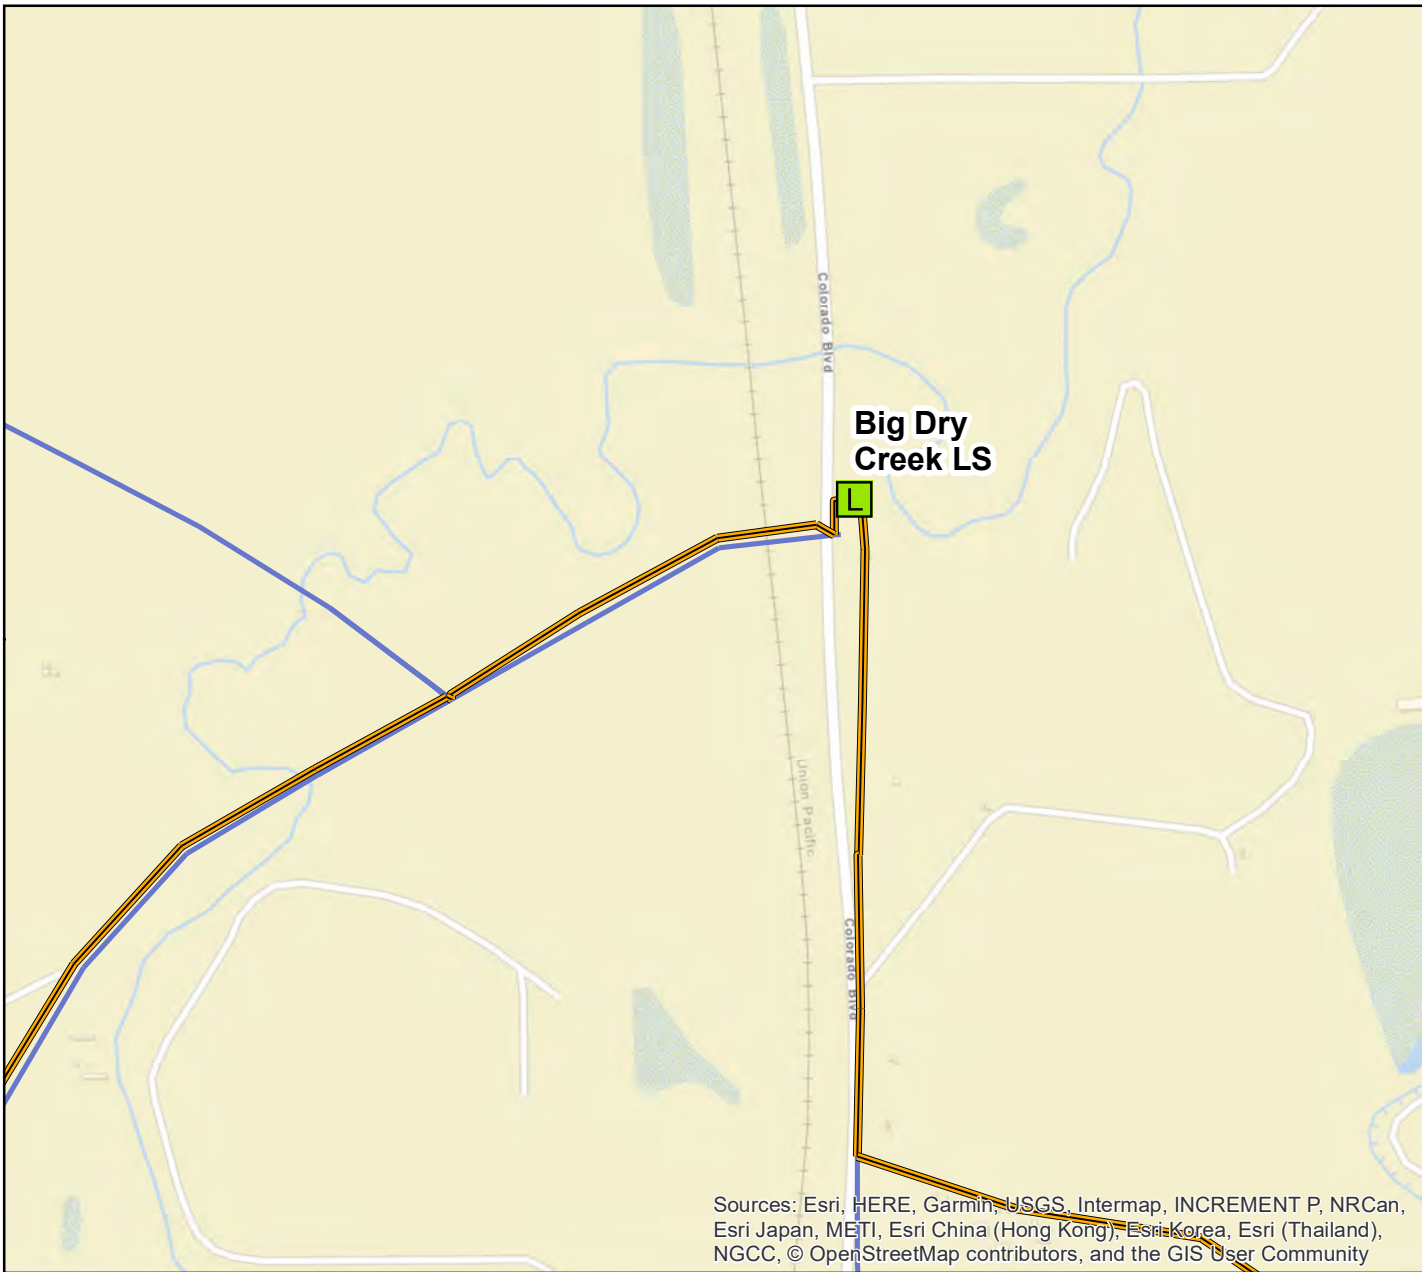 Colorado Blvd
Big Dry
Creek LS
L
Union Pacific
Colorado Blvd
Sources: Esri, HERE, Garmin, USGS, Intermap, INCREMENT P, NRCan,
Esri Japan, METI, Esri China (Hong Kong), Esri Korea, Esri (Thailand),
NGCC, © OpenStreetMap contributors, and the GIS User Community